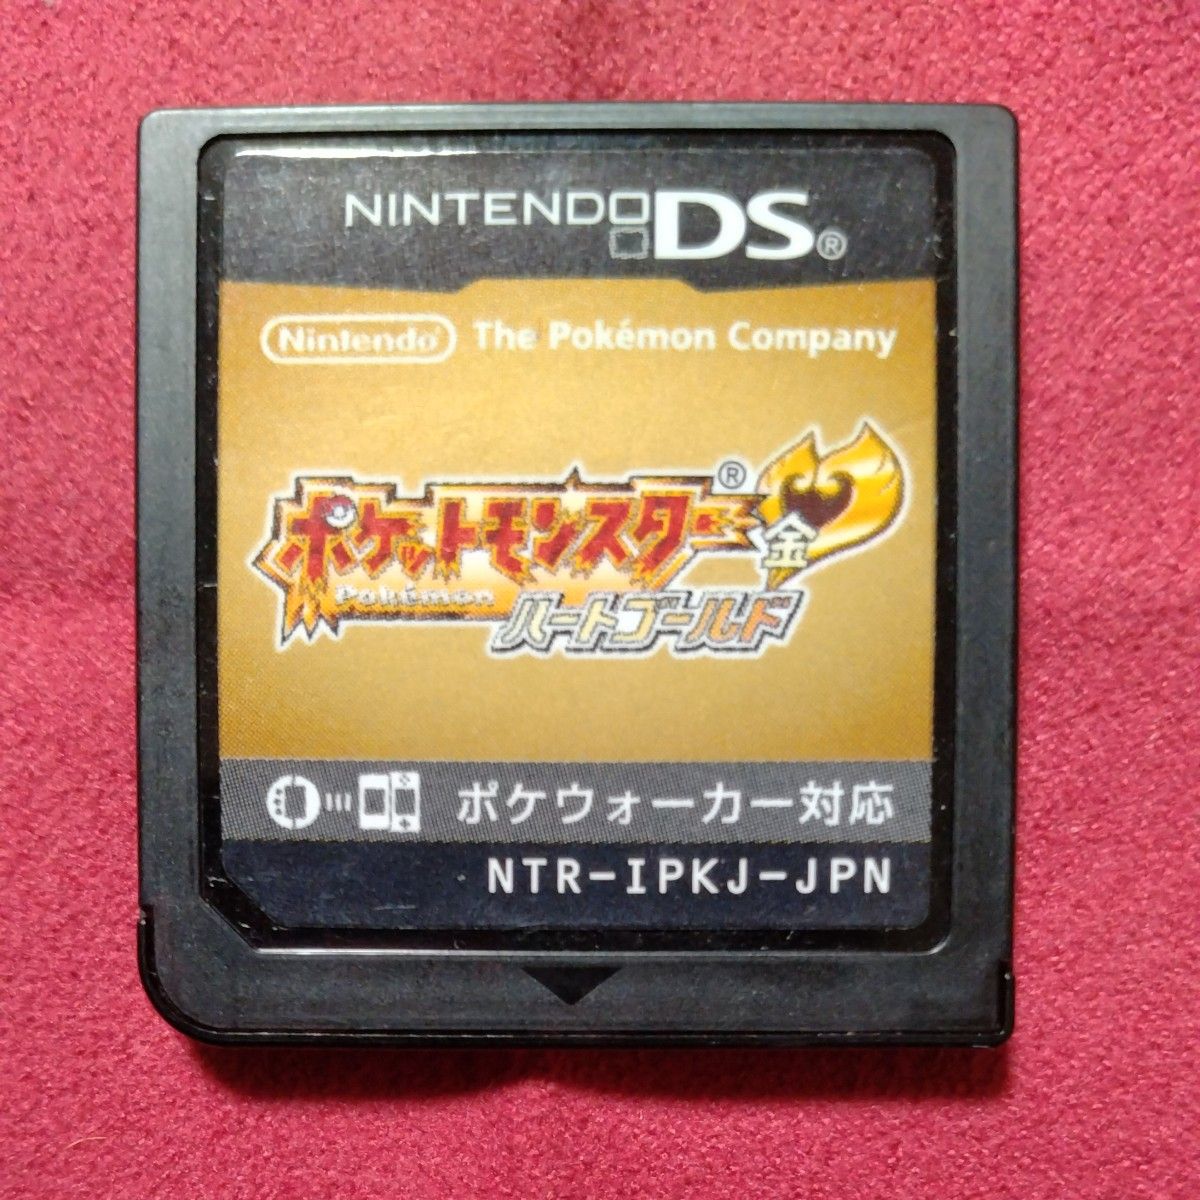 NINTENDO DS®
Nintendo® The Pokémon Company
ポケットモンスター®
金
Pokémon
ハートゴールド
ポケウォーカー対応
NTR-IPKJ-JPN